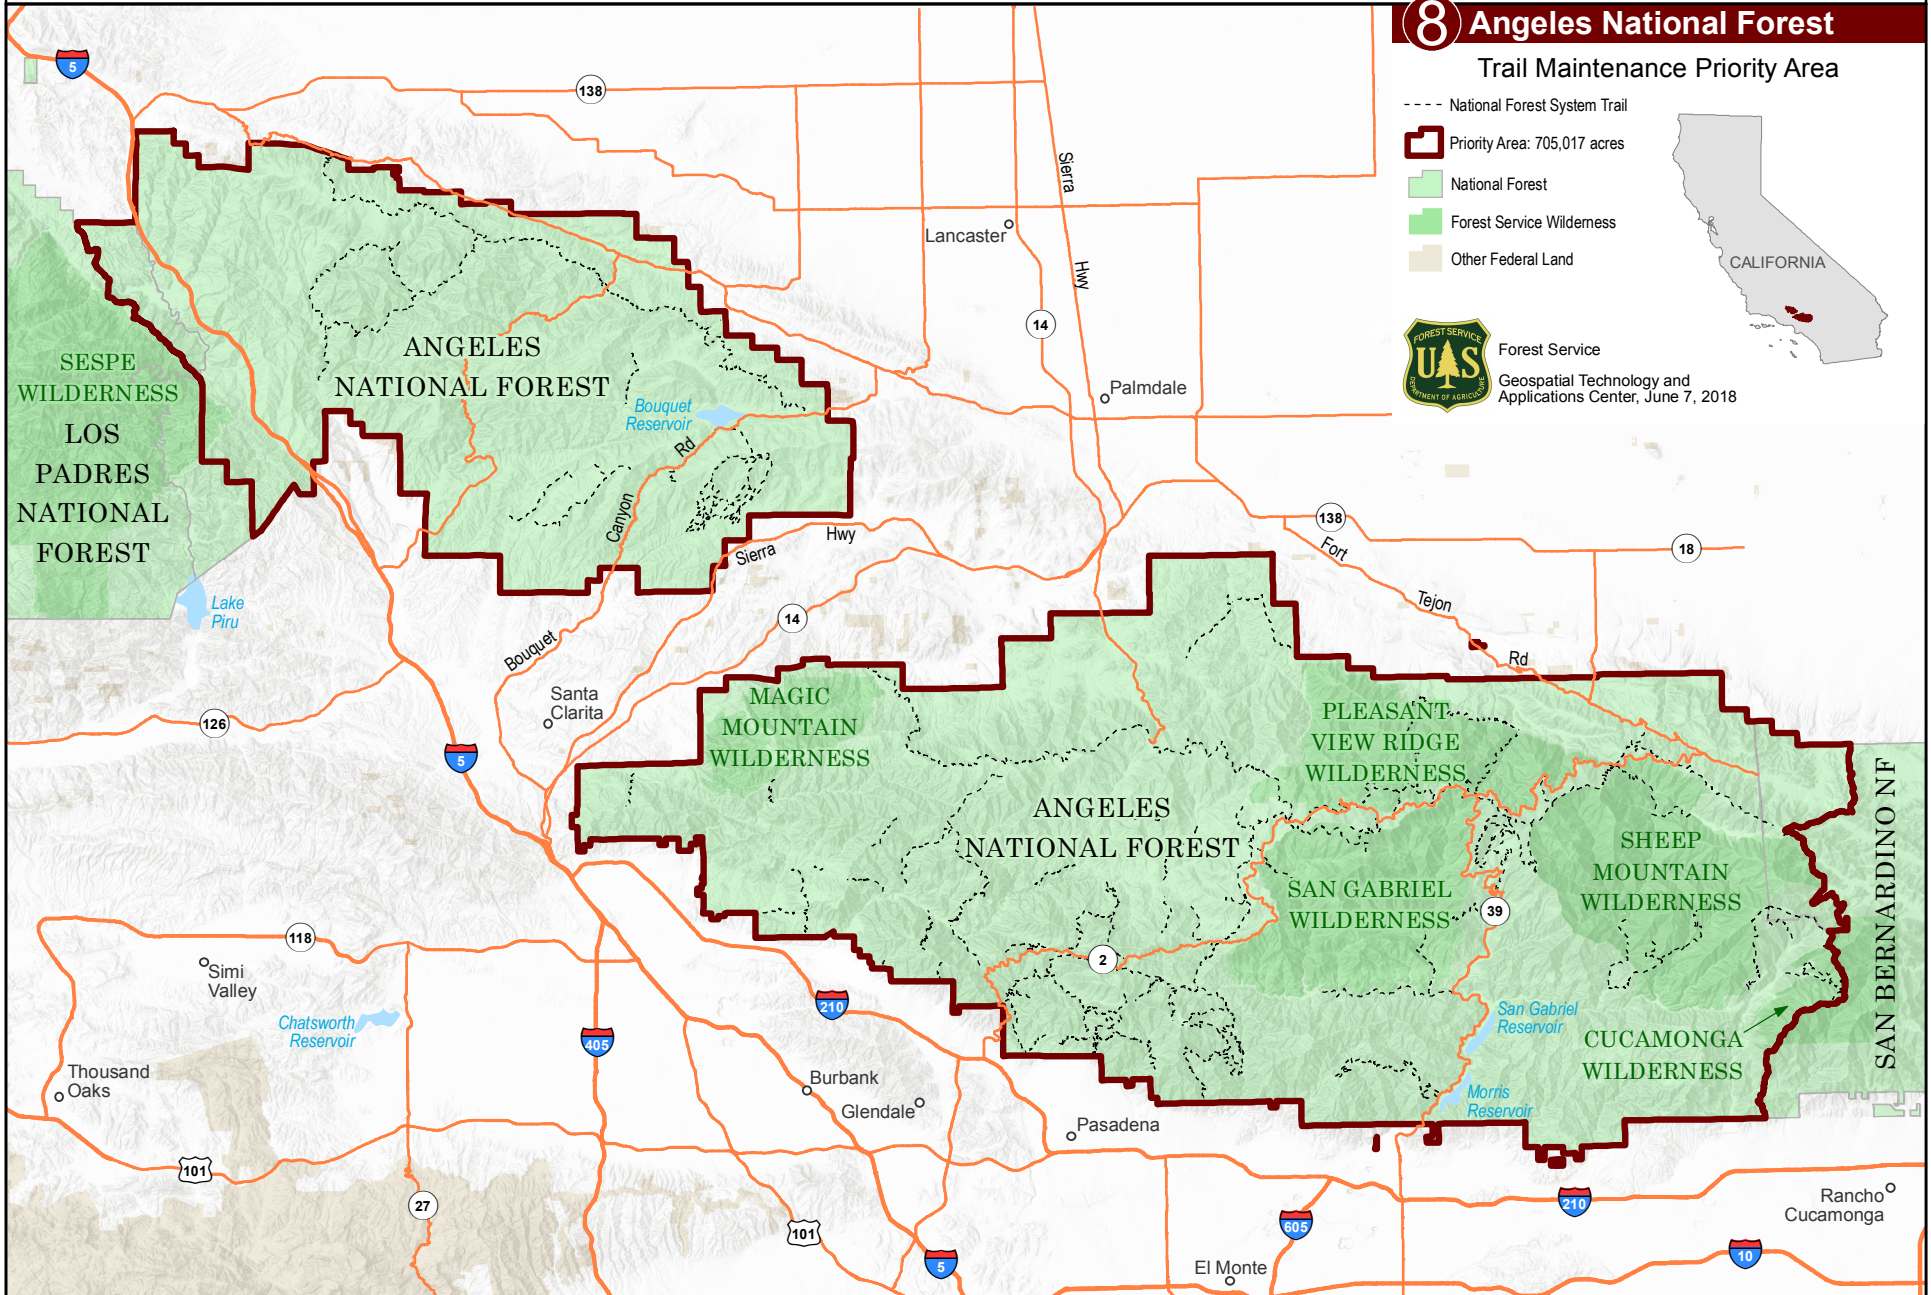 8 Angeles National Forest
Trail Maintenance Priority Area
National Forest System Trail
Priority Area: 705,017 acres
National Forest
Forest Service Wilderness
Other Federal Land
CALIFORNIA
FOREST SERVICE
U S
DEPARTMENT OF AGRICULTURE
Forest Service
Geospatial Technology and
Applications Center, June 7, 2018
5
138
Sierra
Hwy
Lancaster
14
Palmdale
ANGELES
NATIONAL FOREST
Bouquet
Reservoir
SESPE
WILDERNESS
LOS
PADRES
NATIONAL
FOREST
Rd
Canyon
Bouquet
Sierra
Hwy
138
18
Fort
Tejon
Rd
Lake
Piru
14
126
Santa
Clarita
5
MAGIC
MOUNTAIN
WILDERNESS
PLEASANT
VIEW RIDGE
WILDERNESS
ANGELES
NATIONAL FOREST
SAN GABRIEL
WILDERNESS
SHEEP
MOUNTAIN
WILDERNESS
SAN BERNARDINO NF
39
2
118
Simi
Valley
Chatsworth
Reservoir
210
405
San Gabriel
Reservoir
CUCAMONGA
WILDERNESS
Thousand
Oaks
Burbank
Glendale
Morris
Reservoir
Pasadena
101
27
101
5
El Monte
605
210
Rancho
Cucamonga
10